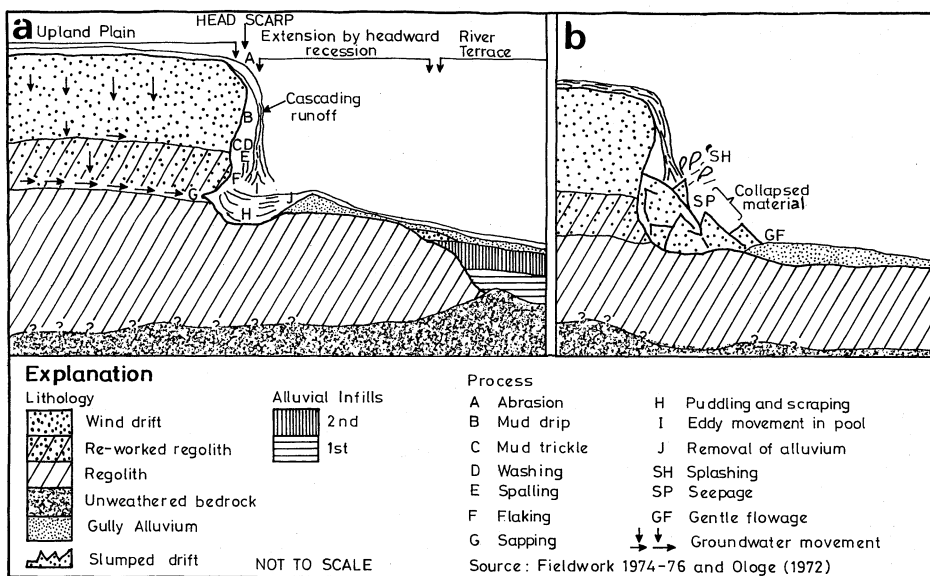 a
Upland Plain
HEAD SCARP
Extension by headward
recession
River
Terrace
A
Cascading
runoff
B
C D
E
F
G
H
J
? ? ? ? ? ? ?
b
SH
SP
Collapsed
material
GF
? ? ? ?
Explanation
Lithology
Wind drift
Re-worked regolith
Regolith
Unweathered bedrock
Gully Alluvium
Slumped drift
Alluvial Infills
2nd
1st
NOT TO SCALE
Process
A Abrasion
B Mud drip
C Mud trickle
D Washing
E Spalling
F Flaking
G Sapping
H Puddling and scraping
I Eddy movement in pool
J Removal of alluvium
SH Splashing
SP Seepage
GF Gentle flowage
Groundwater movement
Source: Fieldwork 1974-76 and Ologe (1972)